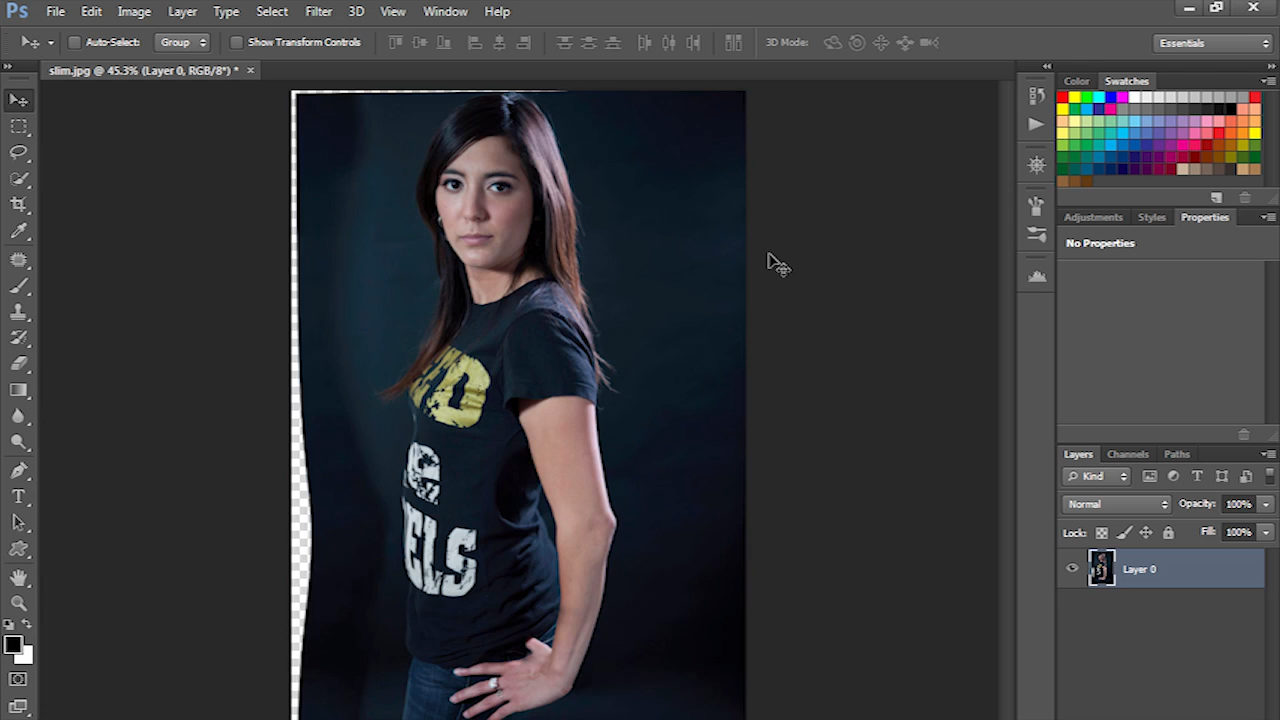 Ps File Edit Image Layer Type Select Filter 3D View Window Help
Auto-Select: Group Show Transform Controls 3D Mode: Essentials
slim.jpg @ 45.3% (Layer 0, RGB/8*) * ×
Color Swatches
Adjustments Styles Properties
No Properties
Layers Channels Paths
Kind
Normal Opacity: 100%
Lock: Fill: 100%
Layer 0
ELS